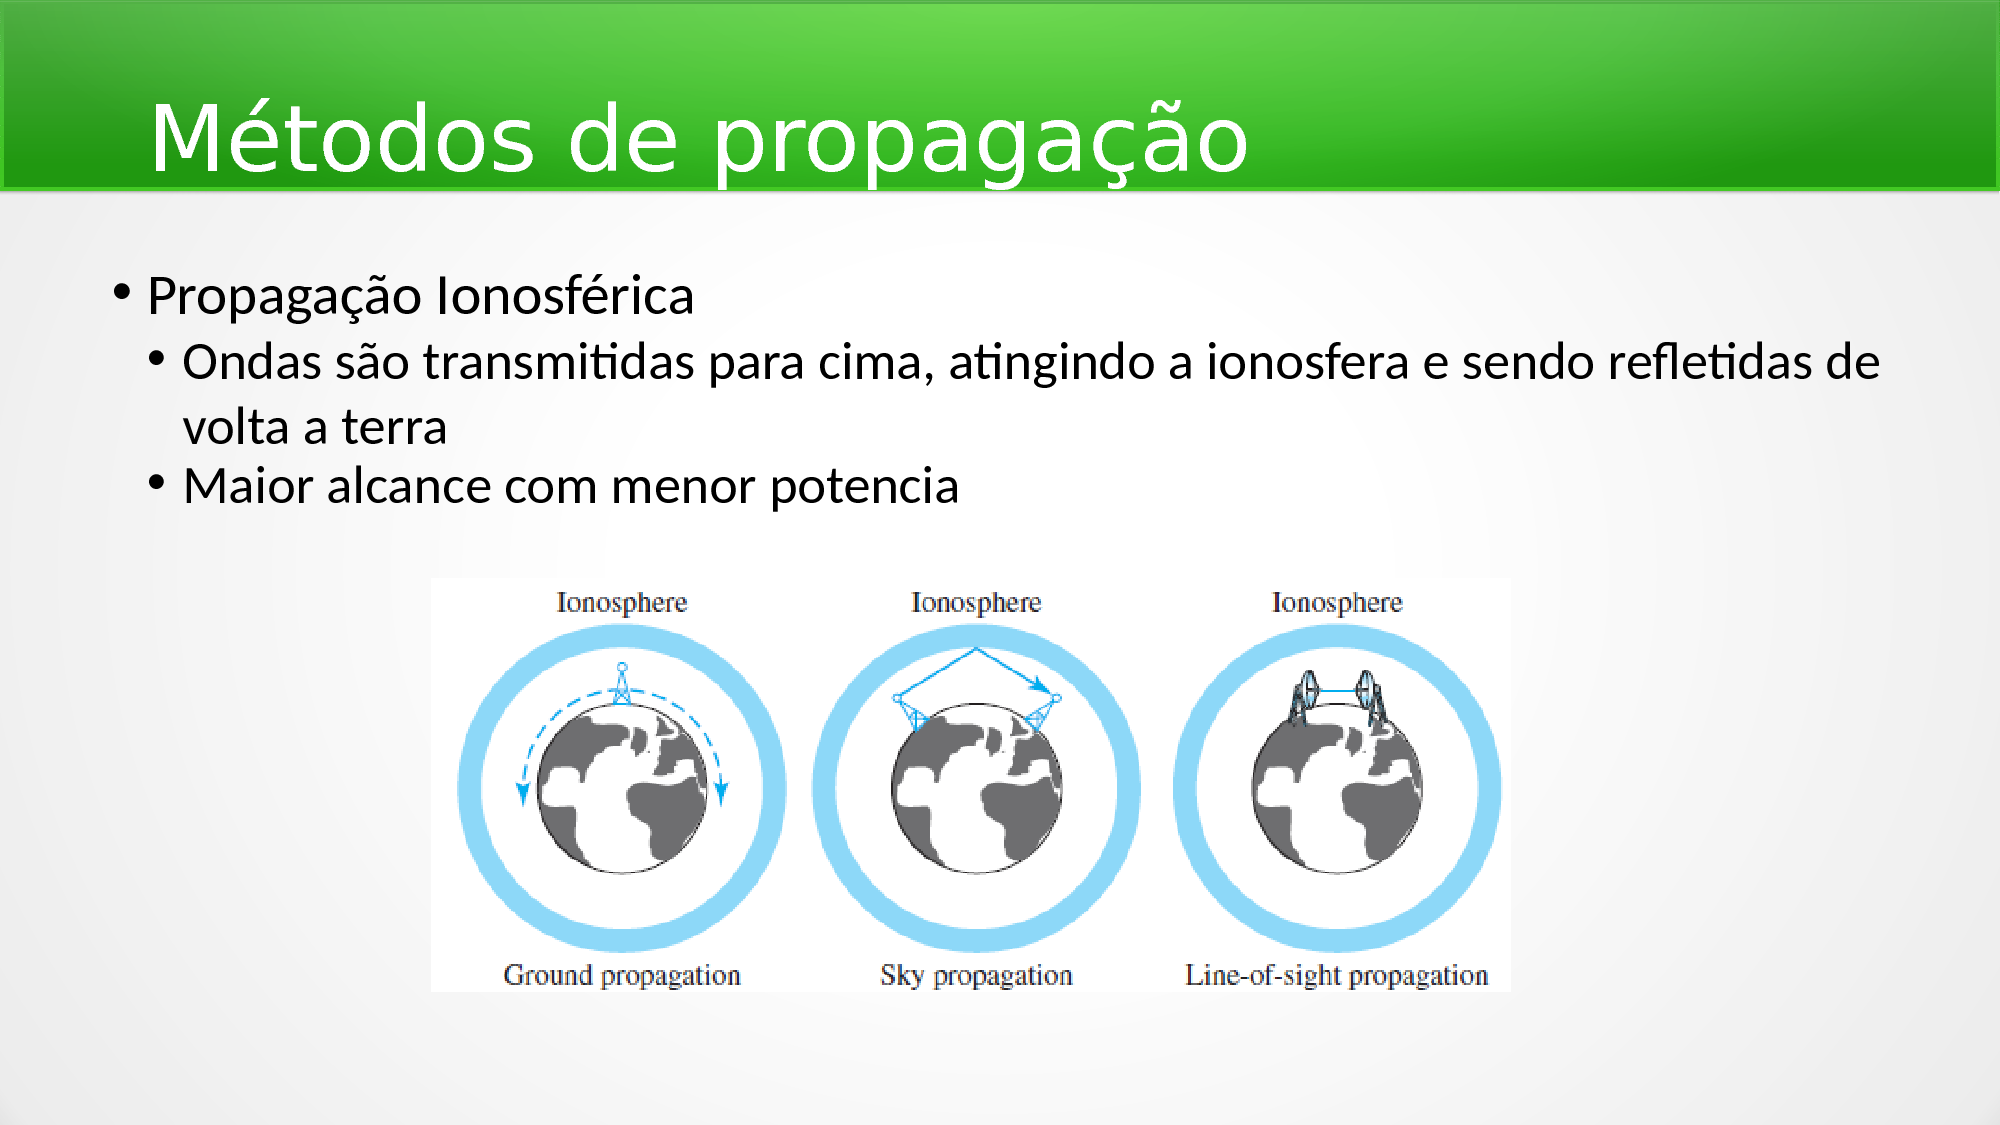 Métodos de propagação
• Propagação Ionosférica
• Ondas são transmitidas para cima, atingindo a ionosfera e sendo refletidas de
volta a terra
• Maior alcance com menor potencia
Ionosphere Ionosphere Ionosphere
Ground propagation Sky propagation Line-of-sight propagation